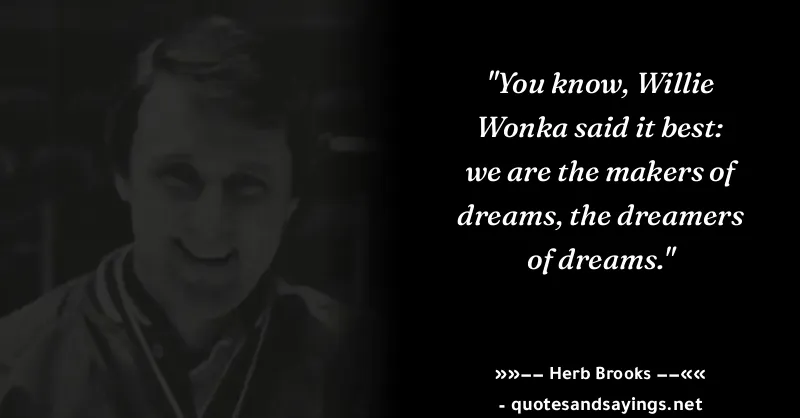 "You know, Willie
Wonka said it best:
we are the makers of
dreams, the dreamers
of dreams."
»»−− Herb Brooks −−««
- quotesandsayings.net